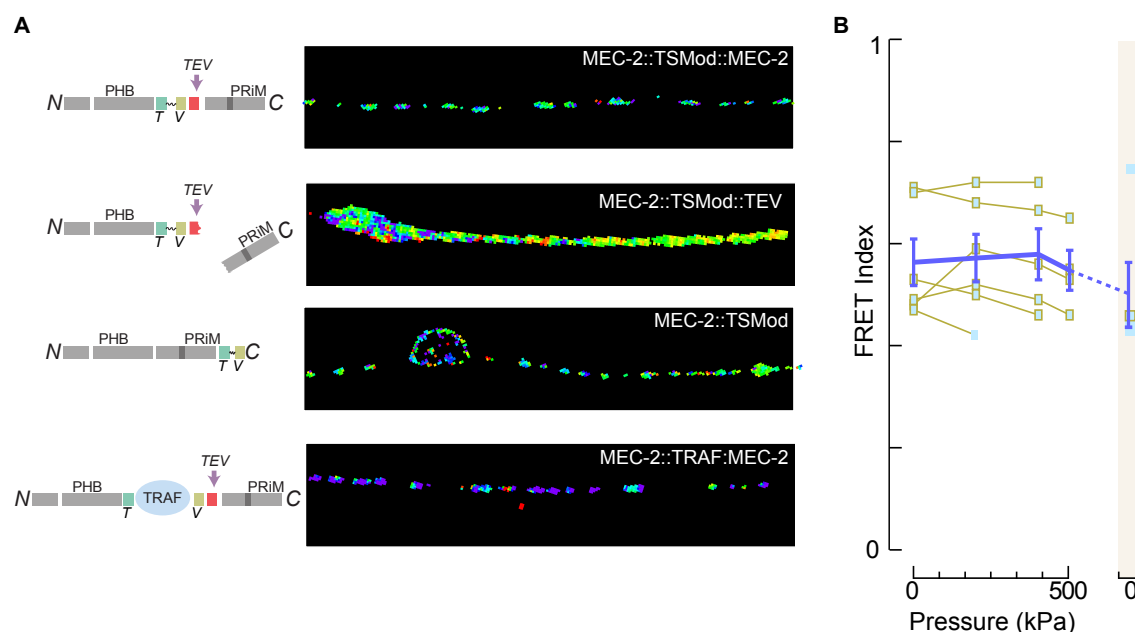 A
B
TEV
PHB
PRiM
N
C
T
V
MEC-2::TSMod::MEC-2
TEV
PHB
N
PRiM
C
T
V
MEC-2::TSMod::TEV
PHB
PRiM
N
C
T
V
MEC-2::TSMod
TEV
PHB
TRAF
PRiM
N
C
T
V
MEC-2::TRAF:MEC-2
1
FRET Index
0
0
500
0
Pressure (kPa)